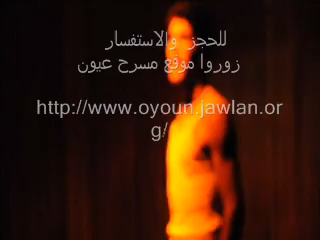 للحجز والاستفسار
زوروا موقع مسرح عيون
http://www.oyoun.jawlan.or
g/